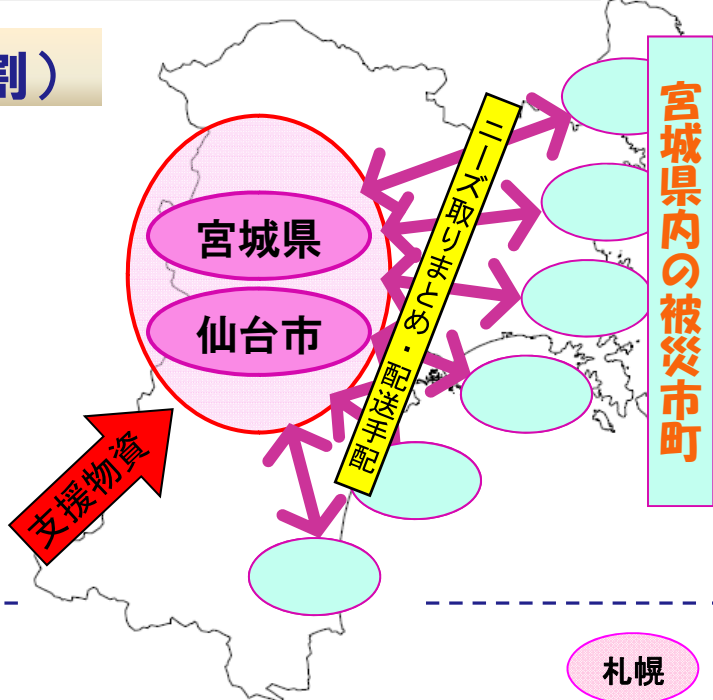 割）
宮城県
仙台市
ニーズ取りまとめ・配送手配
宮城県内の被災市町
支援物資
札幌